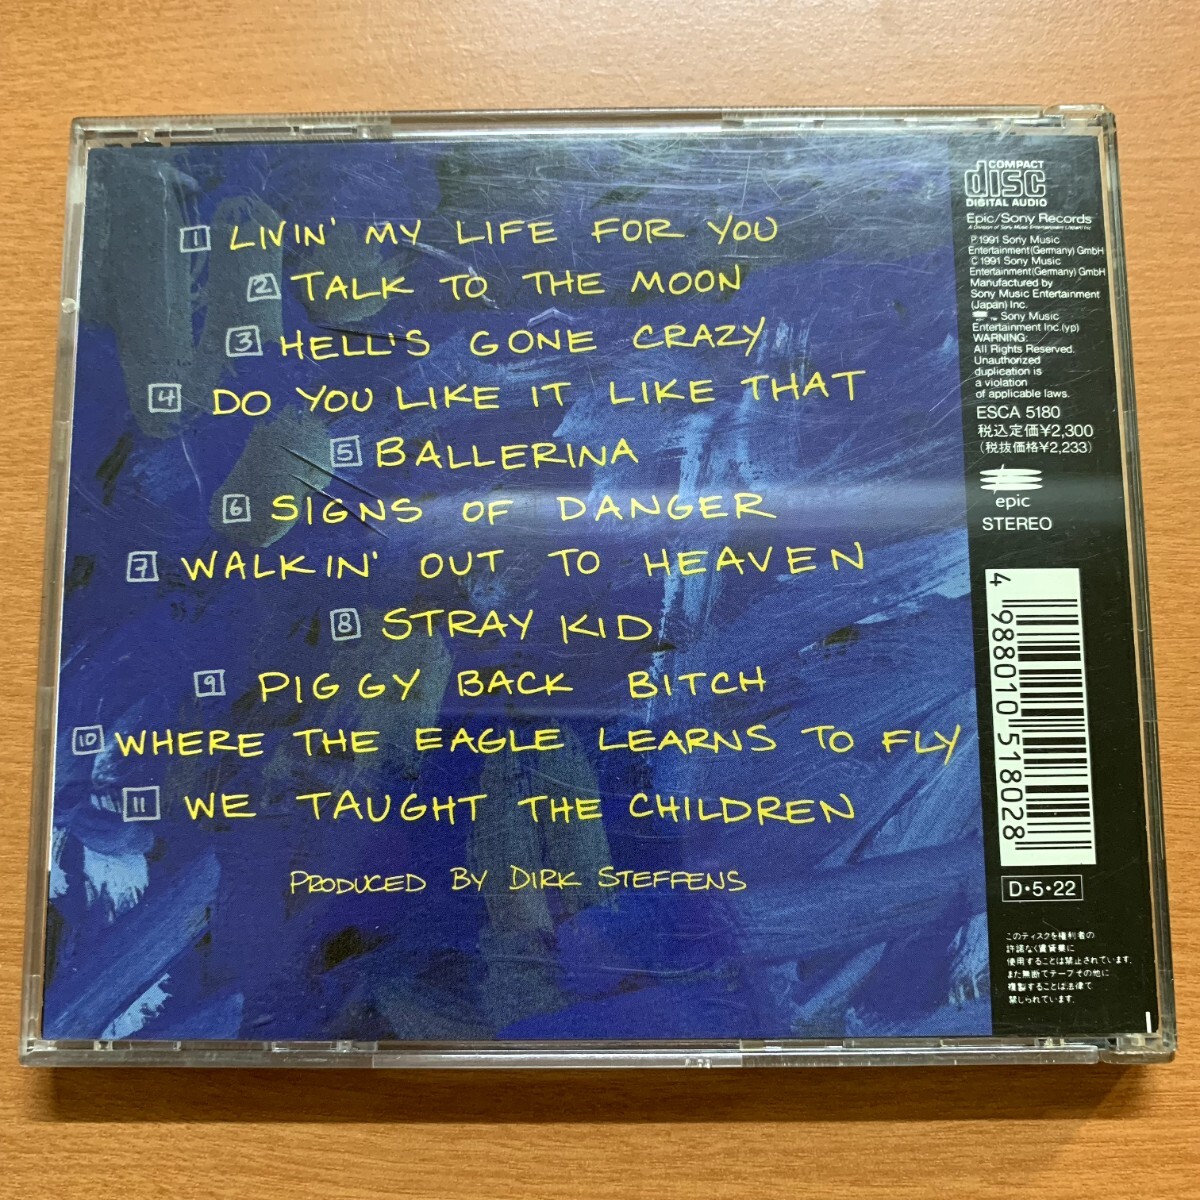 1 LIVIN' MY LIFE FOR YOU
2 TALK TO THE MOON
3 HELL'S GONE CRAZY
4 DO YOU LIKE IT LIKE THAT
5 BALLERINA
6 SIGNS OF DANGER
7 WALKIN' OUT TO HEAVEN
8 STRAY KID
9 PIGGY BACK BITCH
10 WHERE THE EAGLE LEARNS TO FLY
11 WE TAUGHT THE CHILDREN
PRODUCED BY DIRK STEFFENS
COMPACT
disc
DIGITAL AUDIO
Epic/Sony Records
A Division of Sony Music Entertainment (Japan) Inc.
℗1991 Sony Music
Entertainment(Germany) GmbH
©1991 Sony Music
Entertainment(Germany) GmbH
Manufactured by
Sony Music Entertainment
(Japan) Inc.
™ Sony Music
Entertainment Inc.(yp)
WARNING:
All Rights Reserved.
Unauthorized
duplication is
a violation
of applicable laws.
ESCA 5180
税込定価¥2,300
(税抜価格¥2,233)
epic
STEREO
4 988010 518028
D・5・22
このディスクを権利者の
許諾なく賃貸業に
使用することは禁止されています。
また無断でテープその他に
複製することは法律で
禁じられています。